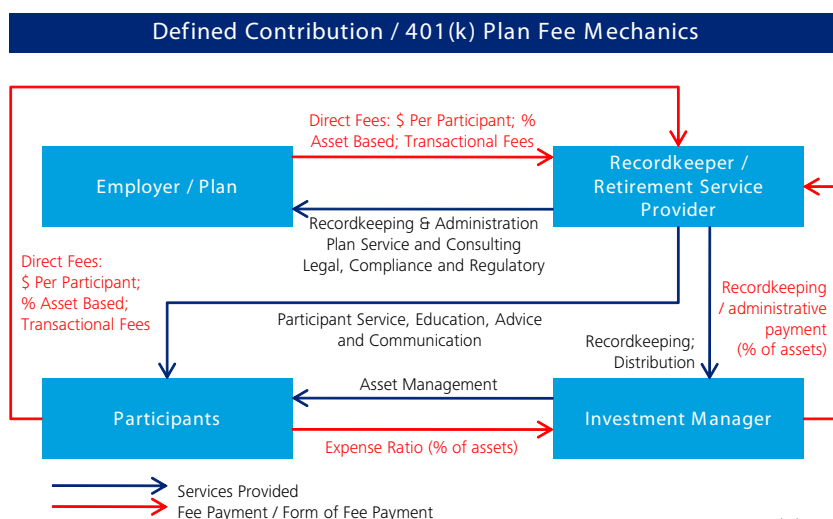 Defined Contribution / 401(k) Plan Fee Mechanics
Direct Fees: $ Per Participant; %
Asset Based; Transactional Fees
Employer / Plan
Recordkeeper /
Retirement Service
Provider
Recordkeeping & Administration
Plan Service and Consulting
Legal, Compliance and Regulatory
Direct Fees:
$ Per Participant;
% Asset Based;
Transactional Fees
Recordkeeping
/ administrative
payment
(% of assets)
Participant Service, Education, Advice
and Communication
Recordkeeping;
Distribution
Asset Management
Participants
Investment Manager
Expense Ratio (% of assets)
Services Provided
Fee Payment / Form of Fee Payment